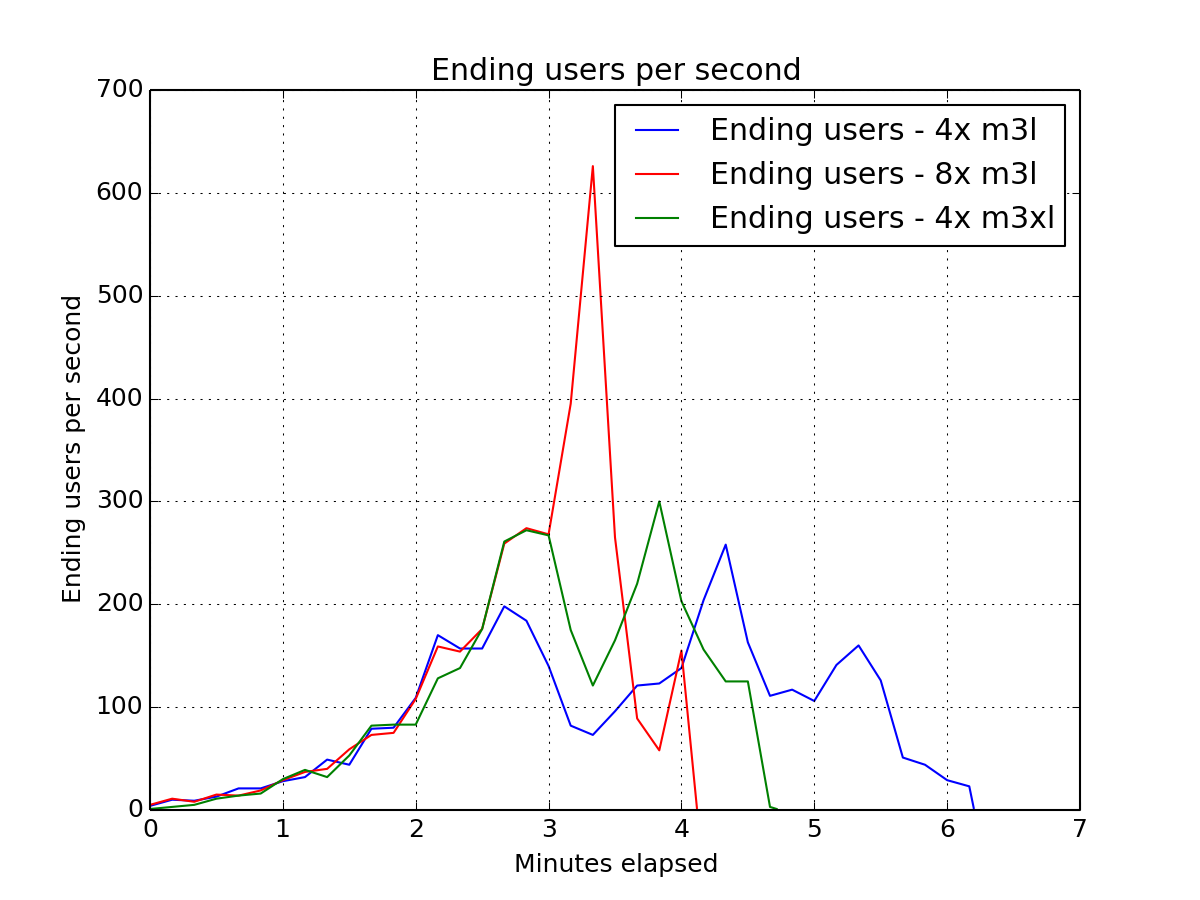 Ending users per second
700
600
500
400
300
200
100
0
Ending users per second
Ending users - 4x m3l
Ending users - 8x m3l
Ending users - 4x m3xl
0 1 2 3 4 5 6 7
Minutes elapsed